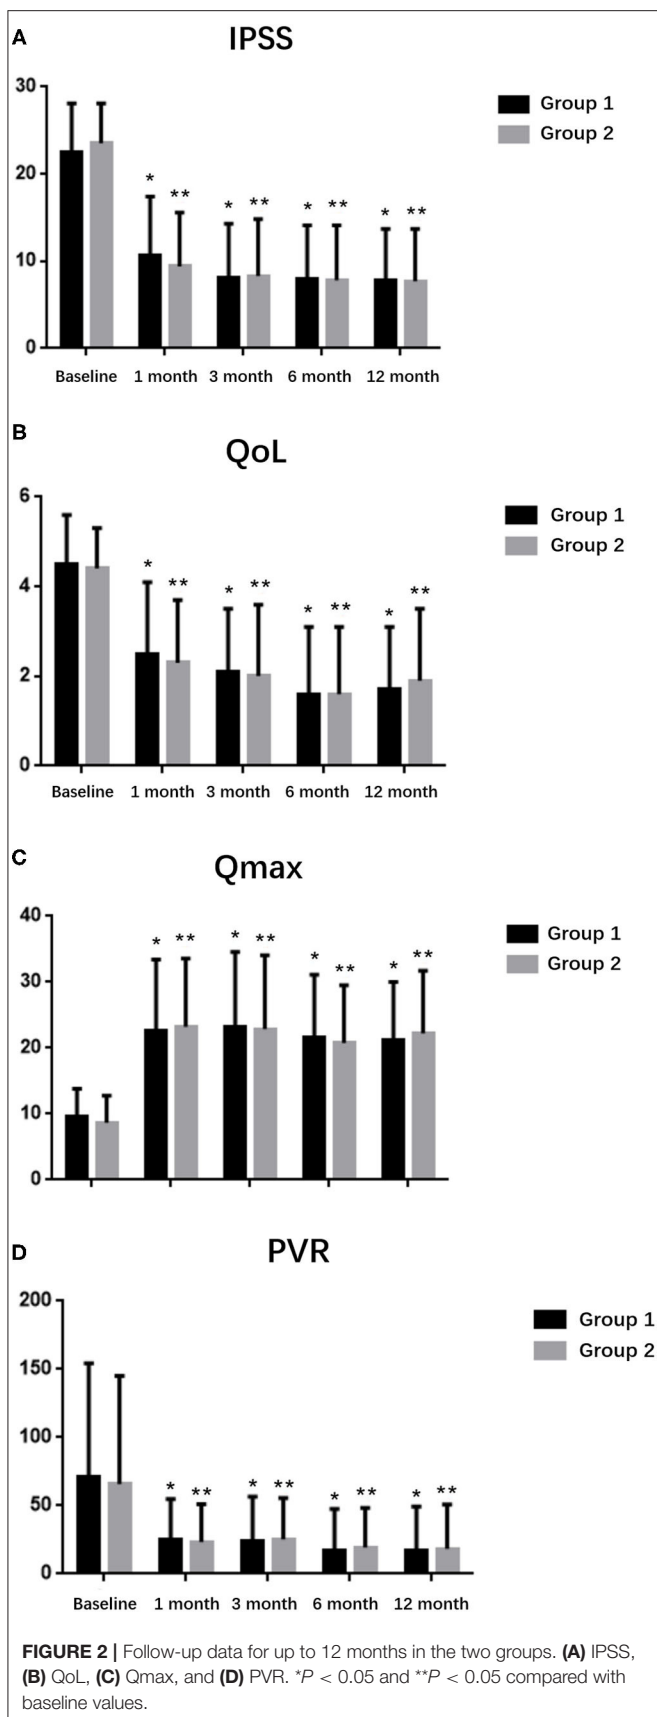 A
IPSS
30
20
10
0
Group 1
Group 2
* ** * ** * ** * **
Baseline 1 month 3 month 6 month 12 month
B
QoL
6
4
2
0
Group 1
Group 2
* ** * ** * ** * **
Baseline 1 month 3 month 6 month 12 month
C
Qmax
40
30
20
10
0
Group 1
Group 2
* ** * ** * ** * **
D
PVR
200
150
100
50
0
Group 1
Group 2
* ** * ** * ** * **
Baseline 1 month 3 month 6 month 12 month
FIGURE 2 | Follow-up data for up to 12 months in the two groups. (A) IPSS,
(B) QoL, (C) Qmax, and (D) PVR. *P < 0.05 and **P < 0.05 compared with
baseline values.